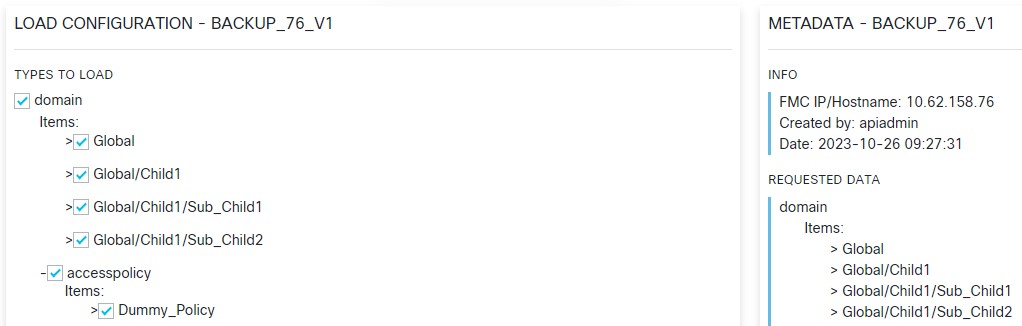 LOAD CONFIGURATION - BACKUP_76_V1
TYPES TO LOAD
domain
Items:
>Global
>Global/Child1
>Global/Child1/Sub_Child1
>Global/Child1/Sub_Child2
-accesspolicy
Items:
>Dummy_Policy
METADATA - BACKUP_76_V1
INFO
FMC IP/Hostname: 10.62.158.76
Created by: apiadmin
Date: 2023-10-26 09:27:31
REQUESTED DATA
domain
Items:
> Global
> Global/Child1
> Global/Child1/Sub_Child1
> Global/Child1/Sub_Child2